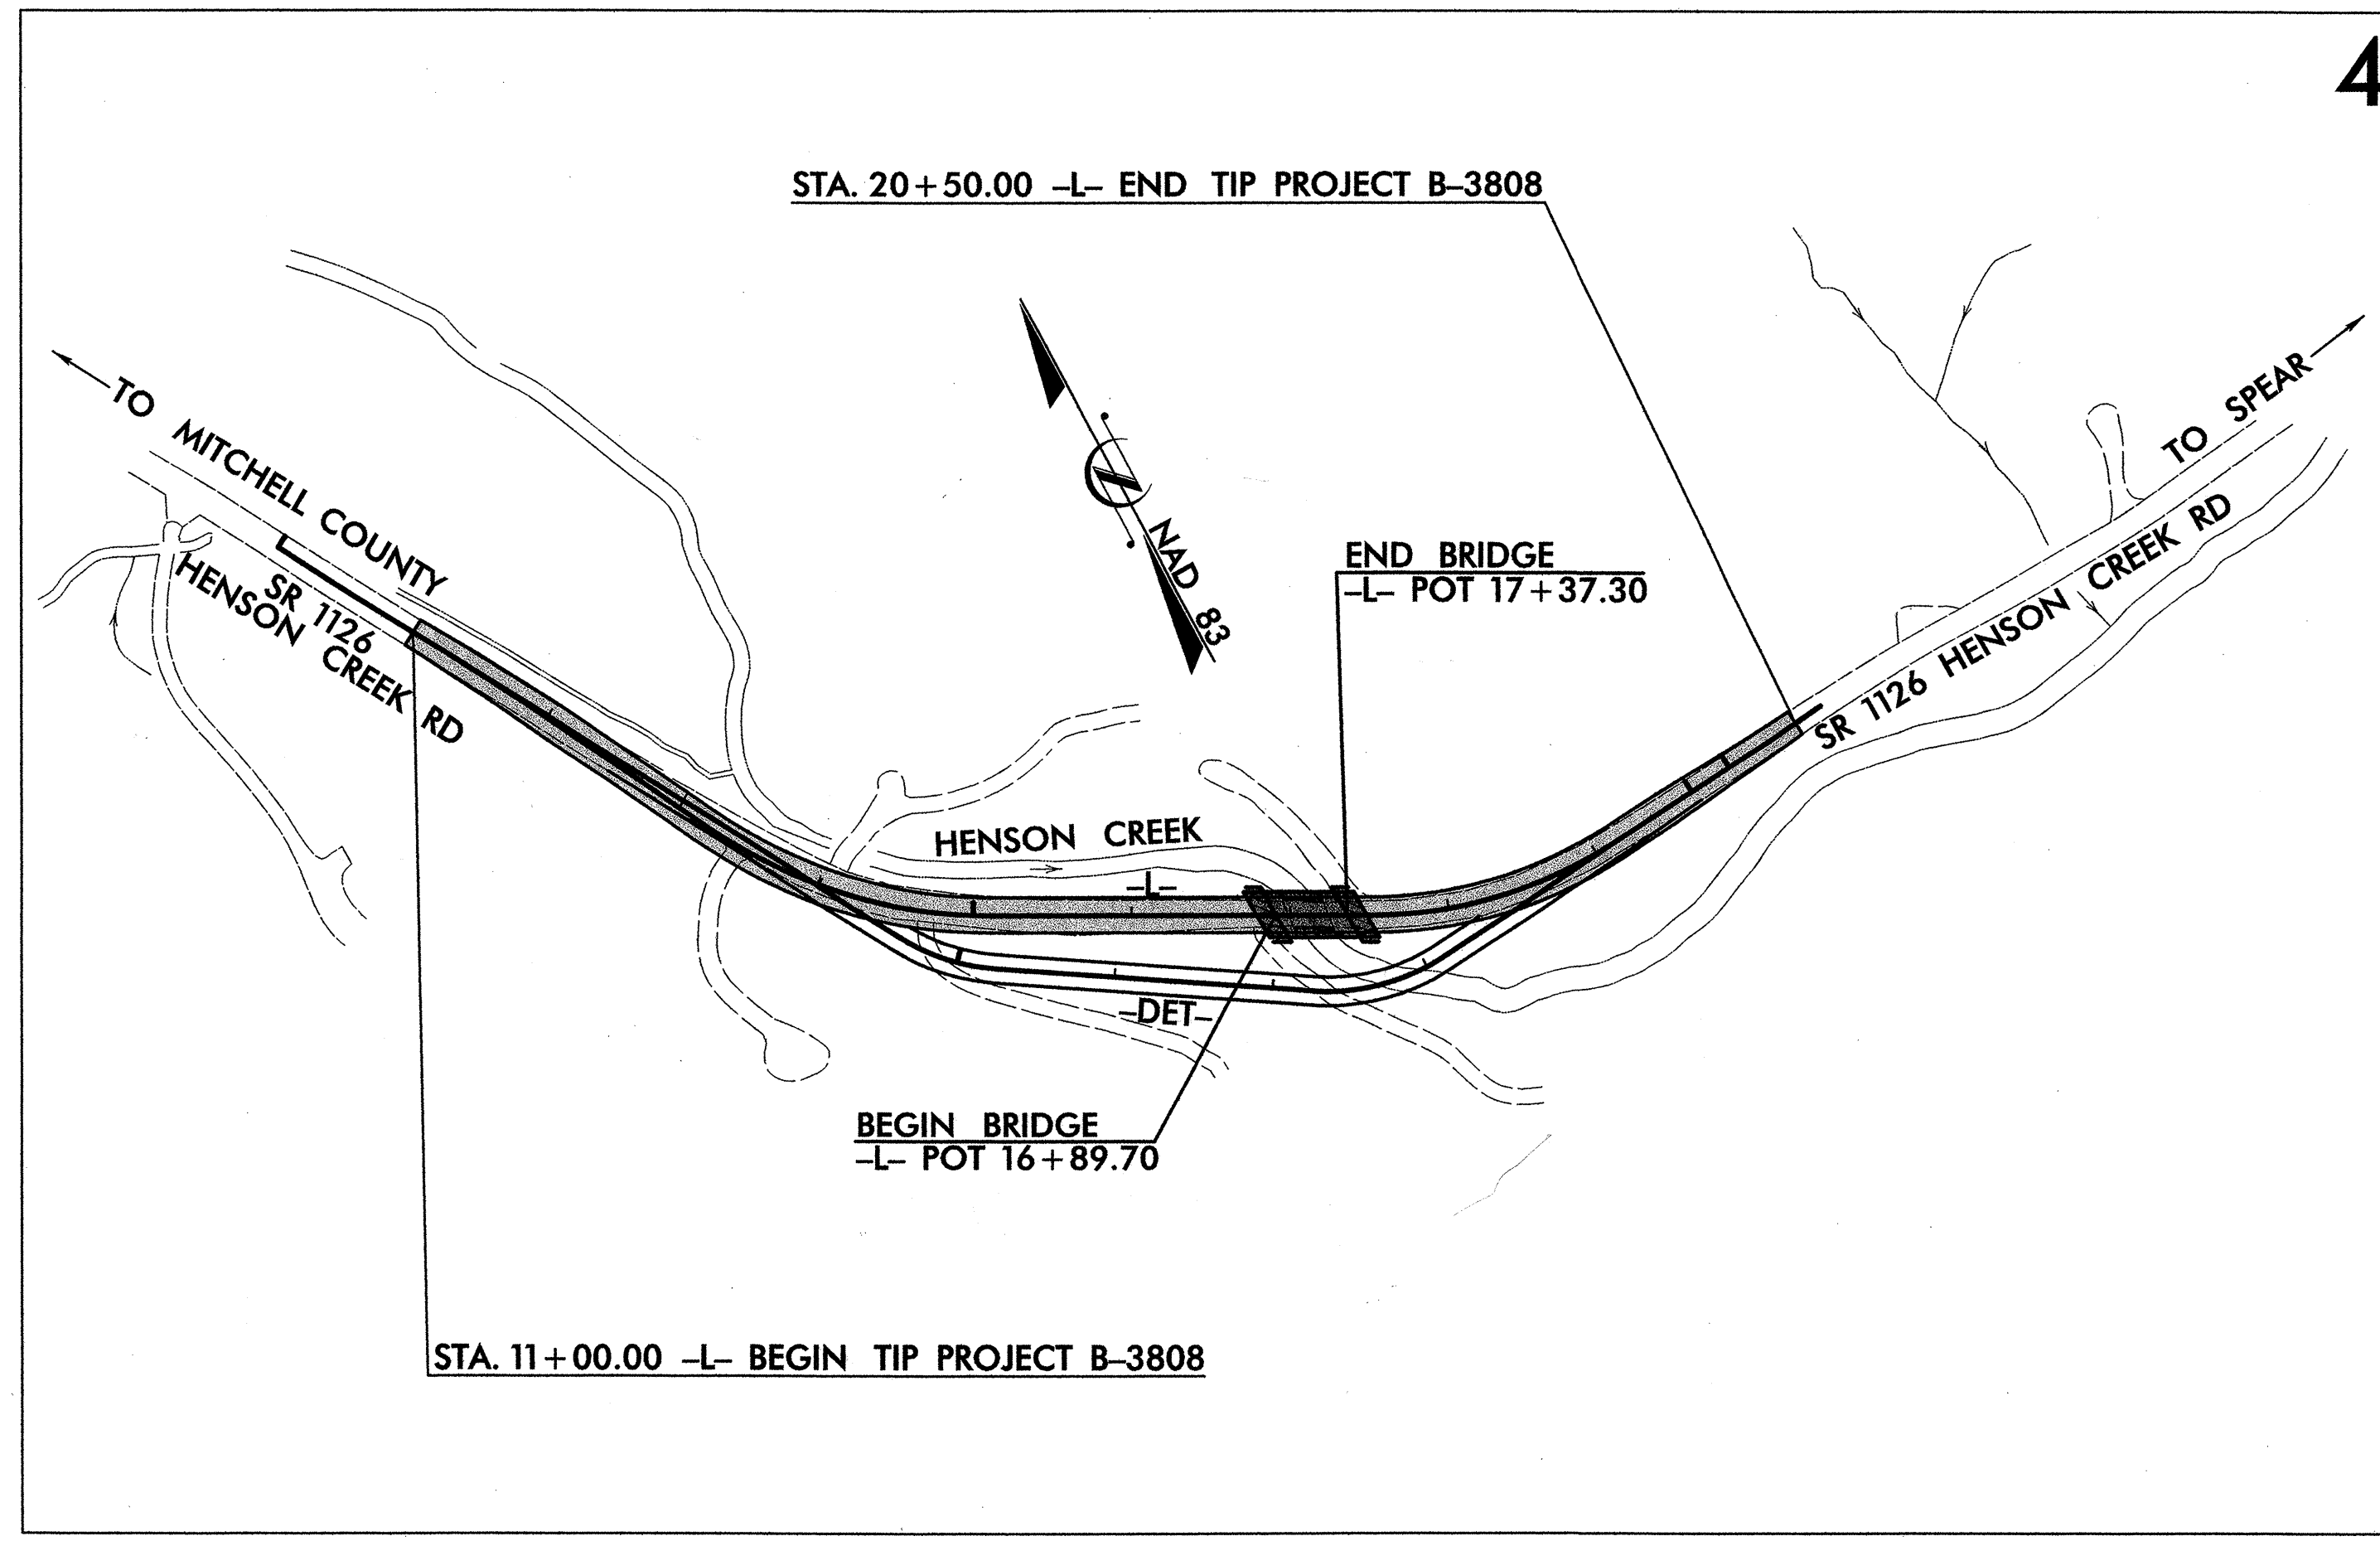 4
STA. 20+50.00 –L– END TIP PROJECT B–3808
TO MITCHELL COUNTY
SR 1126
HENSON CREEK RD
N
NAD 83
TO SPEAR
SR 1126 HENSON CREEK RD
END BRIDGE
–L– POT 17+37.30
HENSON CREEK
–L–
–DET–
BEGIN BRIDGE
–L– POT 16+89.70
STA. 11+00.00 –L– BEGIN TIP PROJECT B–3808